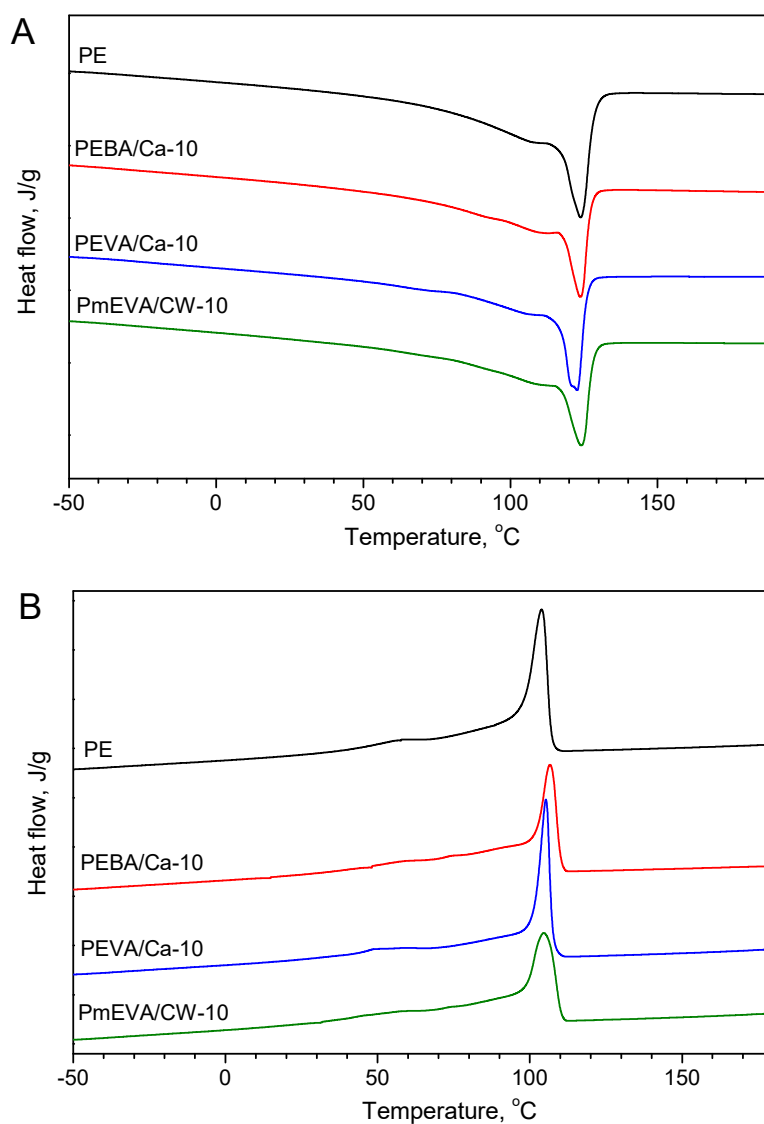 A
PE
PEBA/Ca-10
PEVA/Ca-10
PmEVA/CW-10
Heat flow, J/g
-50 0 50 100 150
Temperature, °C
B
PE
PEBA/Ca-10
PEVA/Ca-10
PmEVA/CW-10
Heat flow, J/g
-50 0 50 100 150
Temperature, °C